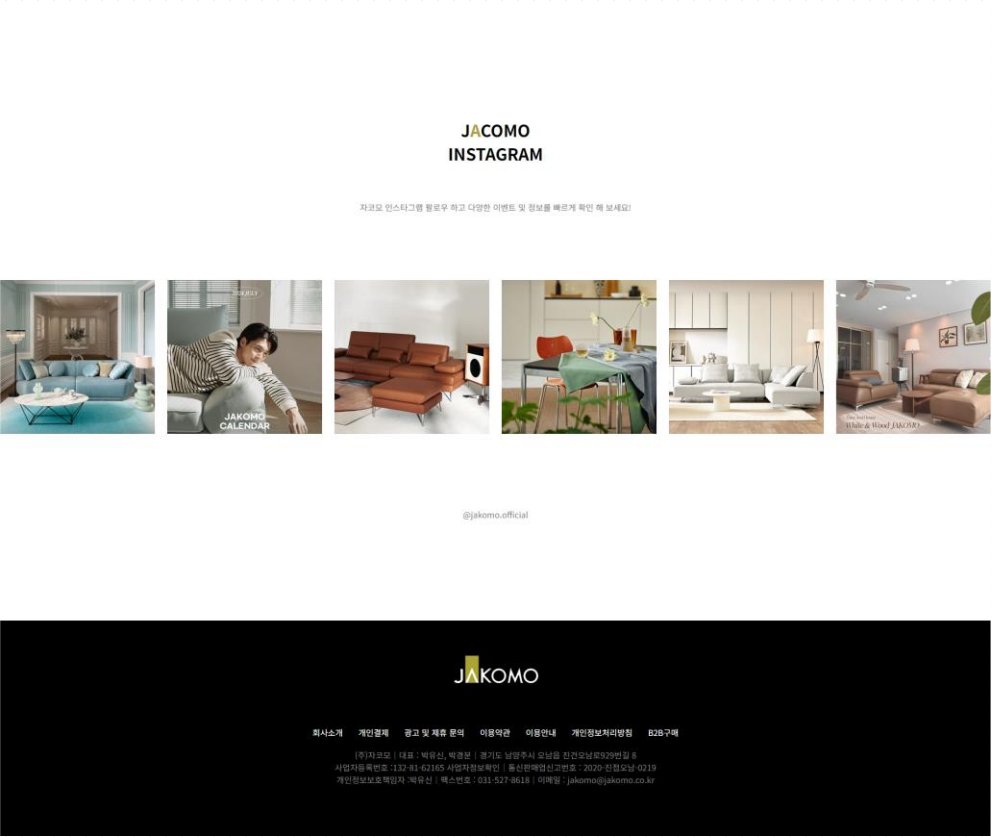 JACOMO
INSTAGRAM
자코모 인스타그램 팔로우 하고 다양한 이벤트 및 정보를 빠르게 확인 해 보세요!
JAKOMO
CALENDAR
White & Wood JAKOMO
@jakomo.official
JAKOMO
회사소개 개인결제 광고 및 제휴 문의 이용약관 이용안내 개인정보처리방침 B2B구매
(주)자코모 | 대표 : 박유신, 박경분 | 경기도 남양주시 오남읍 진건오남로929번길 8
사업자등록번호 :132-81-62165 사업자정보확인 | 통신판매업신고번호 : 2020-진접오남-0219
개인정보보호책임자 :박유신 | 팩스번호 : 031-527-8618 | 이메일 : jakomo@jakomo.co.kr